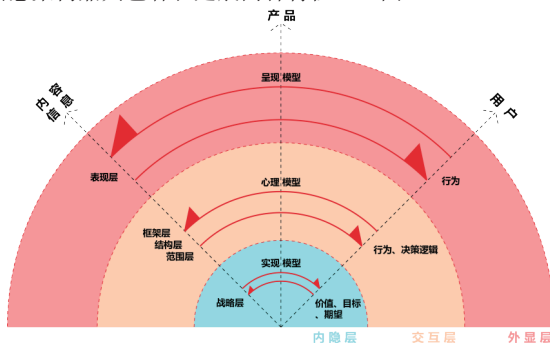 产品
内容
信息
用户
呈现模型
表现层
行为
心理模型
框架层
结构层
范围层
行为、决策逻辑
实现模型
战略层
价值、目标
、期望
内隐层
交互层
外显层